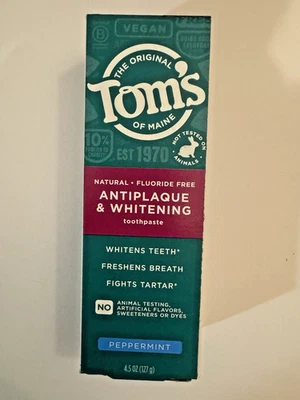 VEGAN
THE ORIGINAL
Tom's
OF MAINE
NOT TESTED ON ANIMALS
10%
EST 1970
NATURAL • FLUORIDE FREE
ANTIPLAQUE
& WHITENING
toothpaste
WHITENS TEETH*
FRESHENS BREATH
FIGHTS TARTAR*
NO
ANIMAL TESTING,
ARTIFICIAL FLAVORS,
SWEETENERS OR DYES
PEPPERMINT
4.5 OZ (127 g)